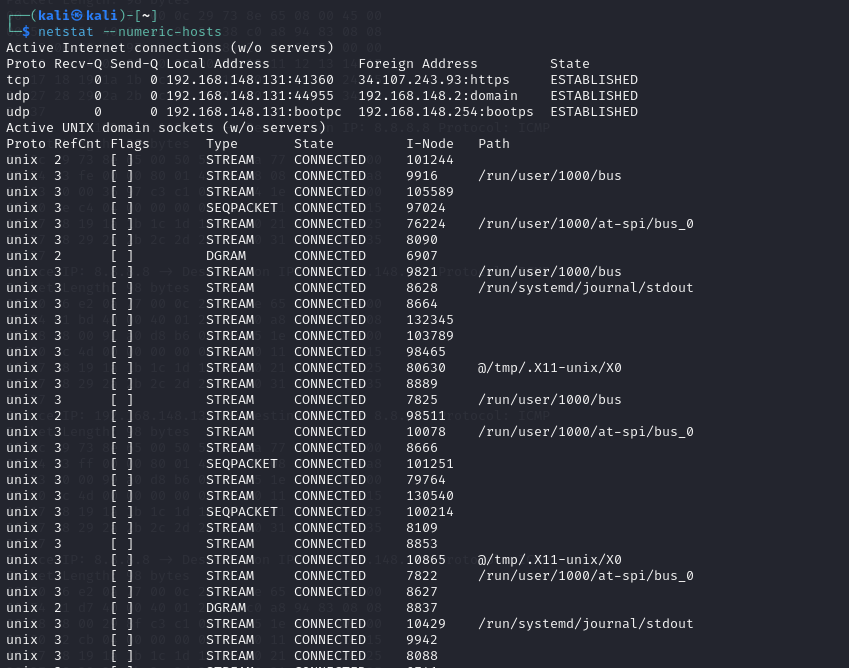 ┌──(kali㉿kali)-[~]
└─$ netstat --numeric-hosts
Active Internet connections (w/o servers)
Proto Recv-Q Send-Q Local Address           Foreign Address         State
tcp        0      0 192.168.148.131:41360   34.107.243.93:https     ESTABLISHED
udp        0      0 192.168.148.131:44955   192.168.148.2:domain    ESTABLISHED
udp        0      0 192.168.148.131:bootpc  192.168.148.254:bootps  ESTABLISHED
Active UNIX domain sockets (w/o servers)
Proto RefCnt Flags       Type       State         I-Node   Path
unix  2      [ ]         STREAM     CONNECTED     101244
unix  3      [ ]         STREAM     CONNECTED     9916     /run/user/1000/bus
unix  3      [ ]         STREAM     CONNECTED     105589
unix  3      [ ]         SEQPACKET  CONNECTED     97024
unix  3      [ ]         STREAM     CONNECTED     76224    /run/user/1000/at-spi/bus_0
unix  3      [ ]         STREAM     CONNECTED     8090
unix  2      [ ]         DGRAM      CONNECTED     6907
unix  3      [ ]         STREAM     CONNECTED     9821     /run/user/1000/bus
unix  3      [ ]         STREAM     CONNECTED     8628     /run/systemd/journal/stdout
unix  3      [ ]         STREAM     CONNECTED     8664
unix  3      [ ]         STREAM     CONNECTED     132345
unix  3      [ ]         STREAM     CONNECTED     103789
unix  3      [ ]         STREAM     CONNECTED     98465
unix  3      [ ]         STREAM     CONNECTED     80630    @/tmp/.X11-unix/X0
unix  3      [ ]         STREAM     CONNECTED     8889
unix  3      [ ]         STREAM     CONNECTED     7825     /run/user/1000/bus
unix  2      [ ]         STREAM     CONNECTED     98511
unix  3      [ ]         STREAM     CONNECTED     10078    /run/user/1000/at-spi/bus_0
unix  3      [ ]         STREAM     CONNECTED     8666
unix  3      [ ]         SEQPACKET  CONNECTED     101251
unix  3      [ ]         STREAM     CONNECTED     79764
unix  3      [ ]         STREAM     CONNECTED     130540
unix  3      [ ]         SEQPACKET  CONNECTED     100214
unix  3      [ ]         STREAM     CONNECTED     8109
unix  3      [ ]         STREAM     CONNECTED     8853
unix  3      [ ]         STREAM     CONNECTED     10865    @/tmp/.X11-unix/X0
unix  3      [ ]         STREAM     CONNECTED     7822     /run/user/1000/at-spi/bus_0
unix  3      [ ]         STREAM     CONNECTED     8627
unix  2      [ ]         DGRAM      CONNECTED     8837
unix  3      [ ]         STREAM     CONNECTED     10429    /run/systemd/journal/stdout
unix  3      [ ]         STREAM     CONNECTED     9942
unix  3      [ ]         STREAM     CONNECTED     8088